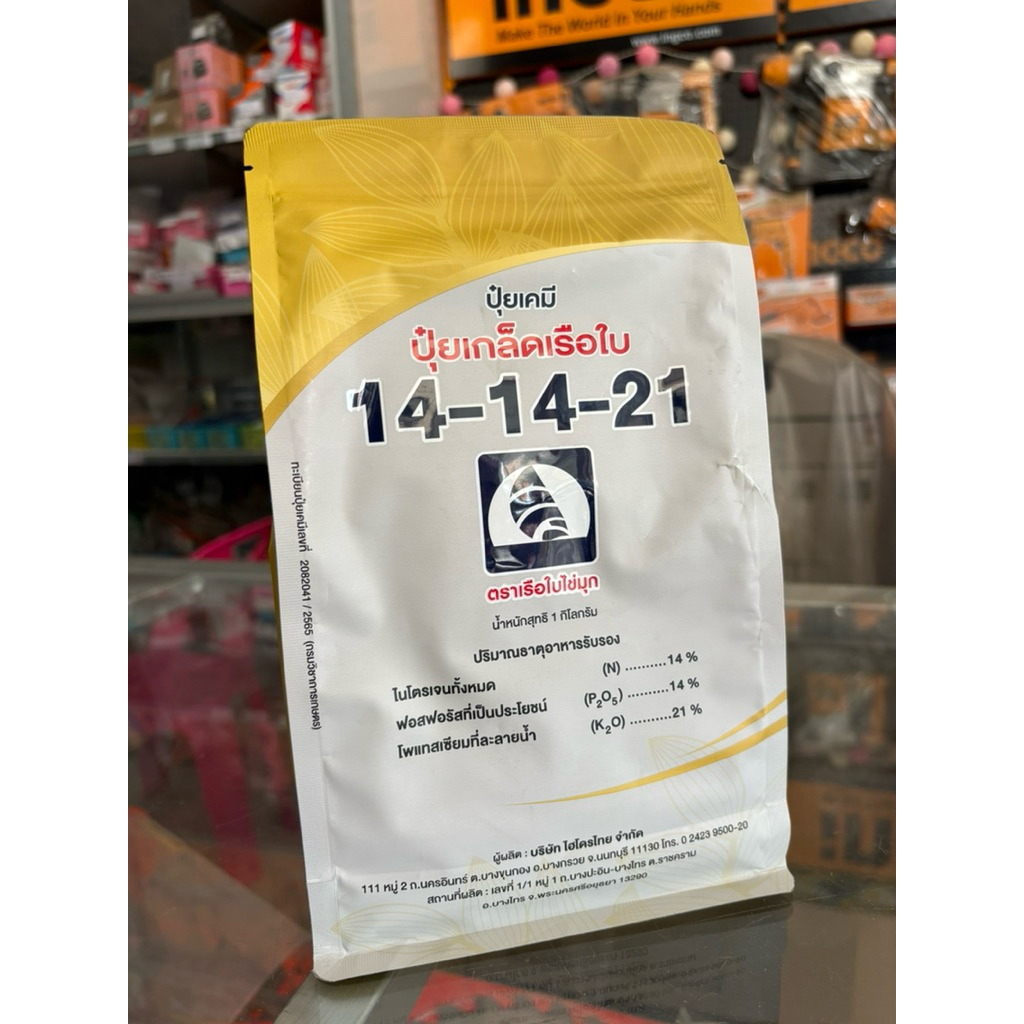 Make The World in Your Hands
www.ingco.com
ปุ๋ยเคมี
ปุ๋ยเกล็ดเรือใบ
14-14-21
ตราเรือใบไข่มุก
น้ำหนักสุทธิ 1 กิโลกรัม
ปริมาณธาตุอาหารรับรอง
ไนโตรเจนทั้งหมด (N) ..........14 %
ฟอสฟอรัสที่เป็นประโยชน์ (P₂O₅) ..........14 %
โพแทสเซียมที่ละลายน้ำ (K₂O) ..........21 %
ทะเบียนปุ๋ยเคมีเลขที่ 2082041 / 2565 (กรมวิชาการเกษตร)
ผู้ผลิต : บริษัท ไฮโดรไทย จำกัด
111 หมู่ 2 ถ.นครอินทร์ ต.บางขุนกอง อ.บางกรวย จ.นนทบุรี 11130 โทร. 0 2423 9500-20
สถานที่ผลิต : เลขที่ 1/1 หมู่ 1 ถ.บางปะอิน-บางไทร ต.ราชคราม
อ.บางไทร จ.พระนครศรีอยุธยา 13290